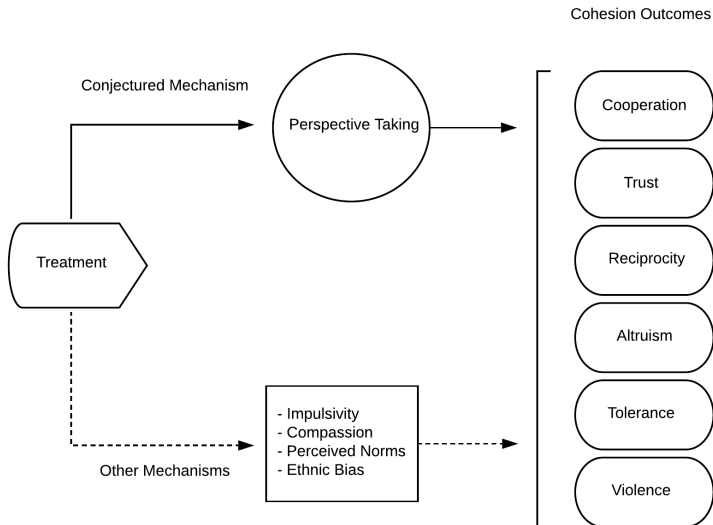 Cohesion Outcomes
Conjectured Mechanism
Perspective Taking
Cooperation
Trust
Treatment
Reciprocity
Altruism
- Impulsivity
- Compassion
- Perceived Norms
- Ethnic Bias
Other Mechanisms
Tolerance
Violence